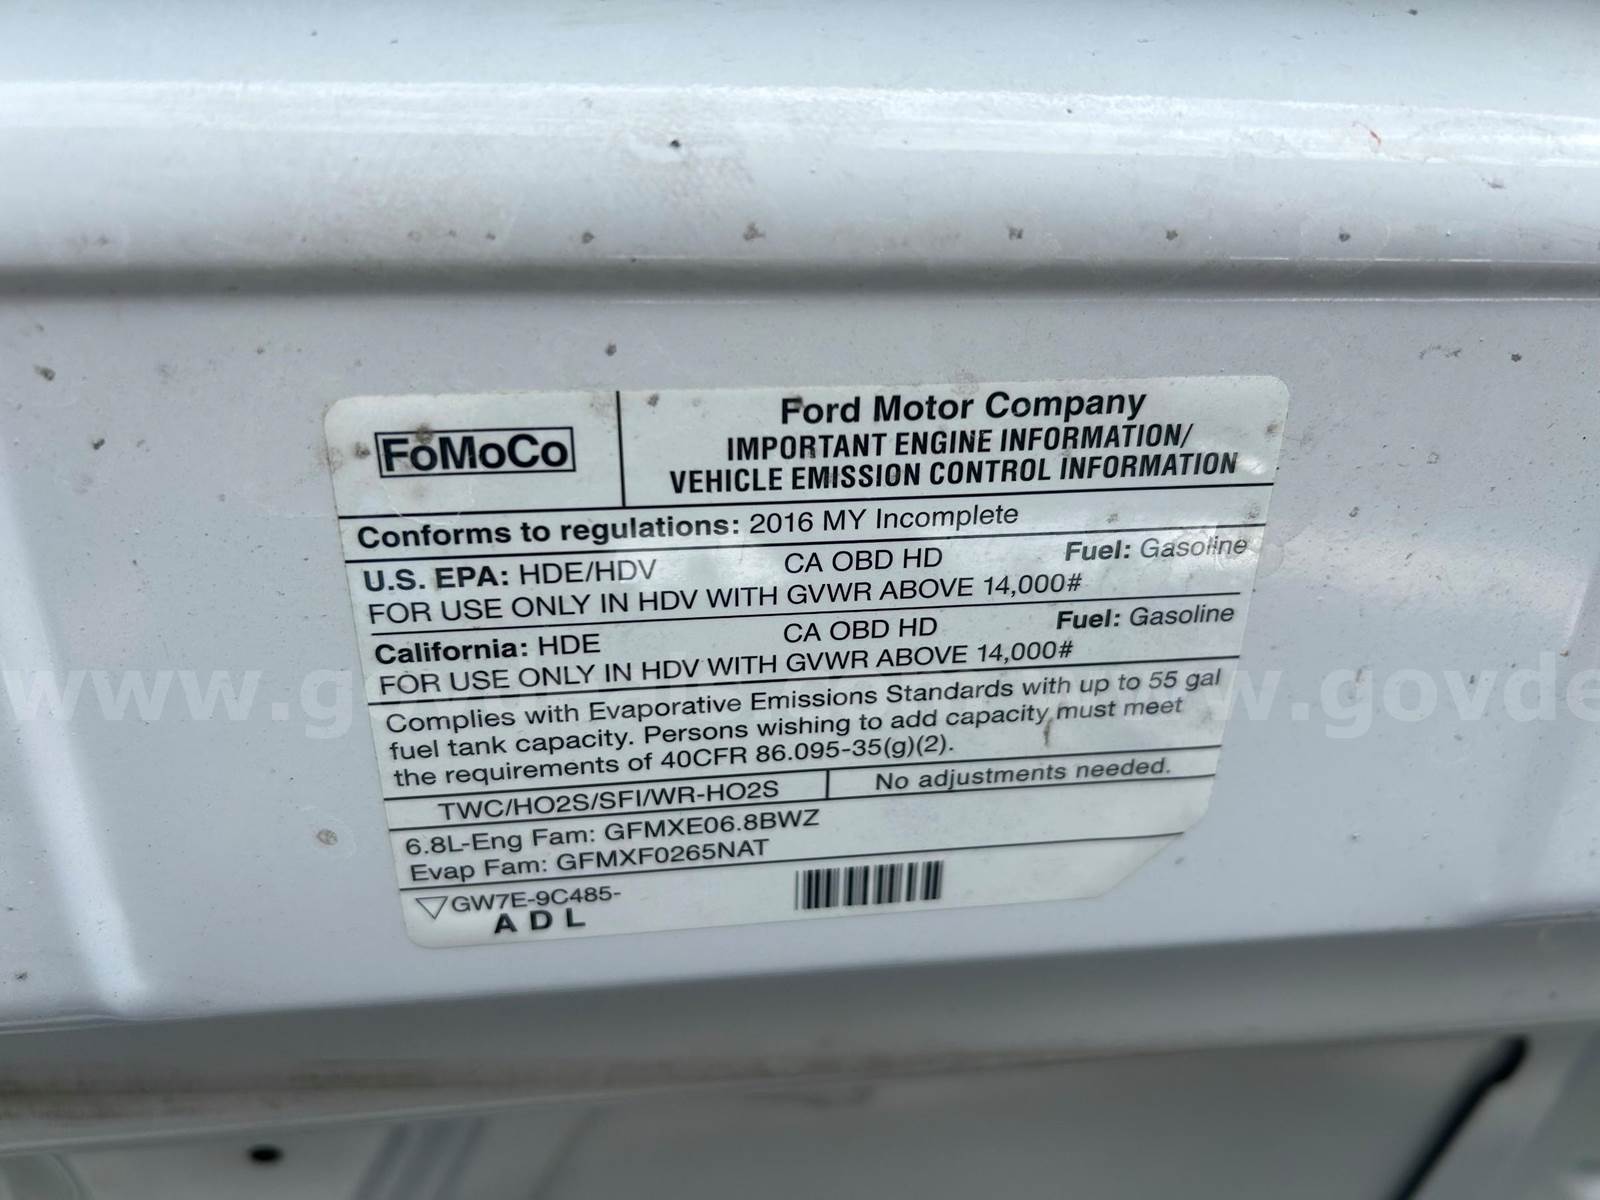 FoMoCo
Ford Motor Company
IMPORTANT ENGINE INFORMATION/
VEHICLE EMISSION CONTROL INFORMATION
Conforms to regulations: 2016 MY Incomplete
U.S. EPA: HDE/HDV CA OBD HD Fuel: Gasoline
FOR USE ONLY IN HDV WITH GVWR ABOVE 14,000#
California: HDE CA OBD HD Fuel: Gasoline
FOR USE ONLY IN HDV WITH GVWR ABOVE 14,000#
Complies with Evaporative Emissions Standards with up to 55 gal
fuel tank capacity. Persons wishing to add capacity must meet
the requirements of 40CFR 86.095-35(g)(2).
TWC/HO2S/SFI/WR-HO2S No adjustments needed.
6.8L-Eng Fam: GFMXE06.8BWZ
Evap Fam: GFMXF0265NAT
GW7E-9C485-
A D L